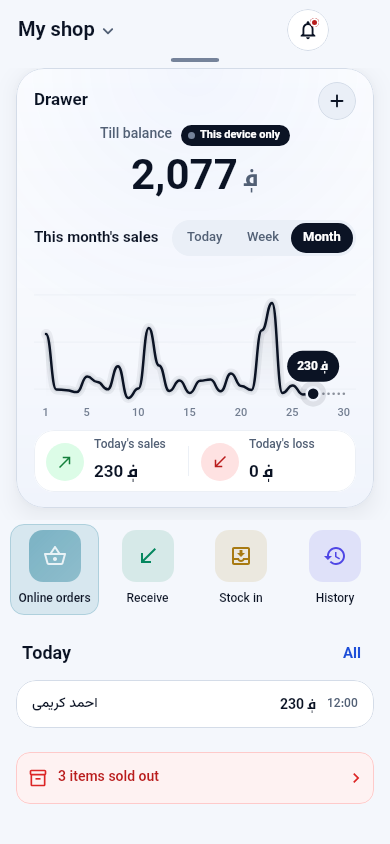 My shop
Drawer
Till balance
This device only
2,077 ؋
This month's sales
Today
Week
Month
230 ؋
1 5 10 15 20 25 30
Today's sales
230 ؋
Today's loss
0 ؋
Online orders
Receive
Stock in
History
Today
All
احمد کریمی
230 ؋
12:00
3 items sold out